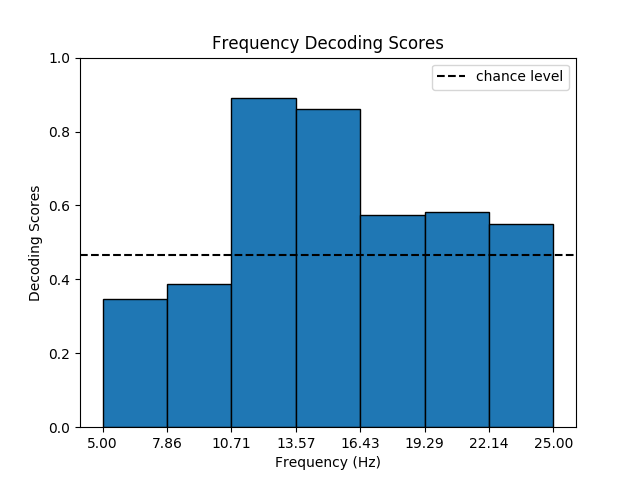 Frequency Decoding Scores
chance level
1.0
0.8
0.6
0.4
0.2
0.0
Decoding Scores
5.00 7.86 10.71 13.57 16.43 19.29 22.14 25.00
Frequency (Hz)